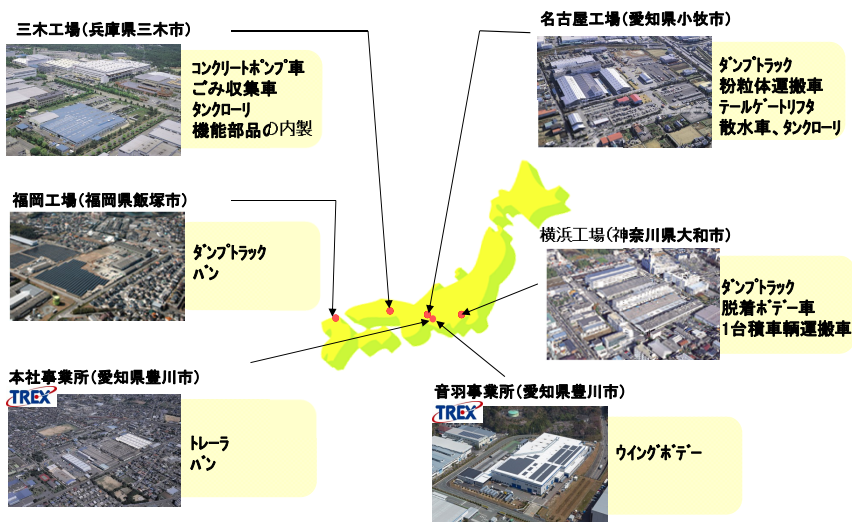 三木工場(兵庫県三木市)
コンクリートポンプ車
ごみ収集車
タンクローリ
機能部品の内製
名古屋工場(愛知県小牧市)
ダンプトラック
粉粒体運搬車
テールゲートリフタ
散水車、タンクローリ
福岡工場(福岡県飯塚市)
ダンプトラック
バン
横浜工場(神奈川県大和市)
ダンプトラック
脱着ボデー車
1台積車輌運搬車
本社事業所(愛知県豊川市)
TREX
トレーラ
バン
音羽事業所(愛知県豊川市)
TREX
ウイングボデー